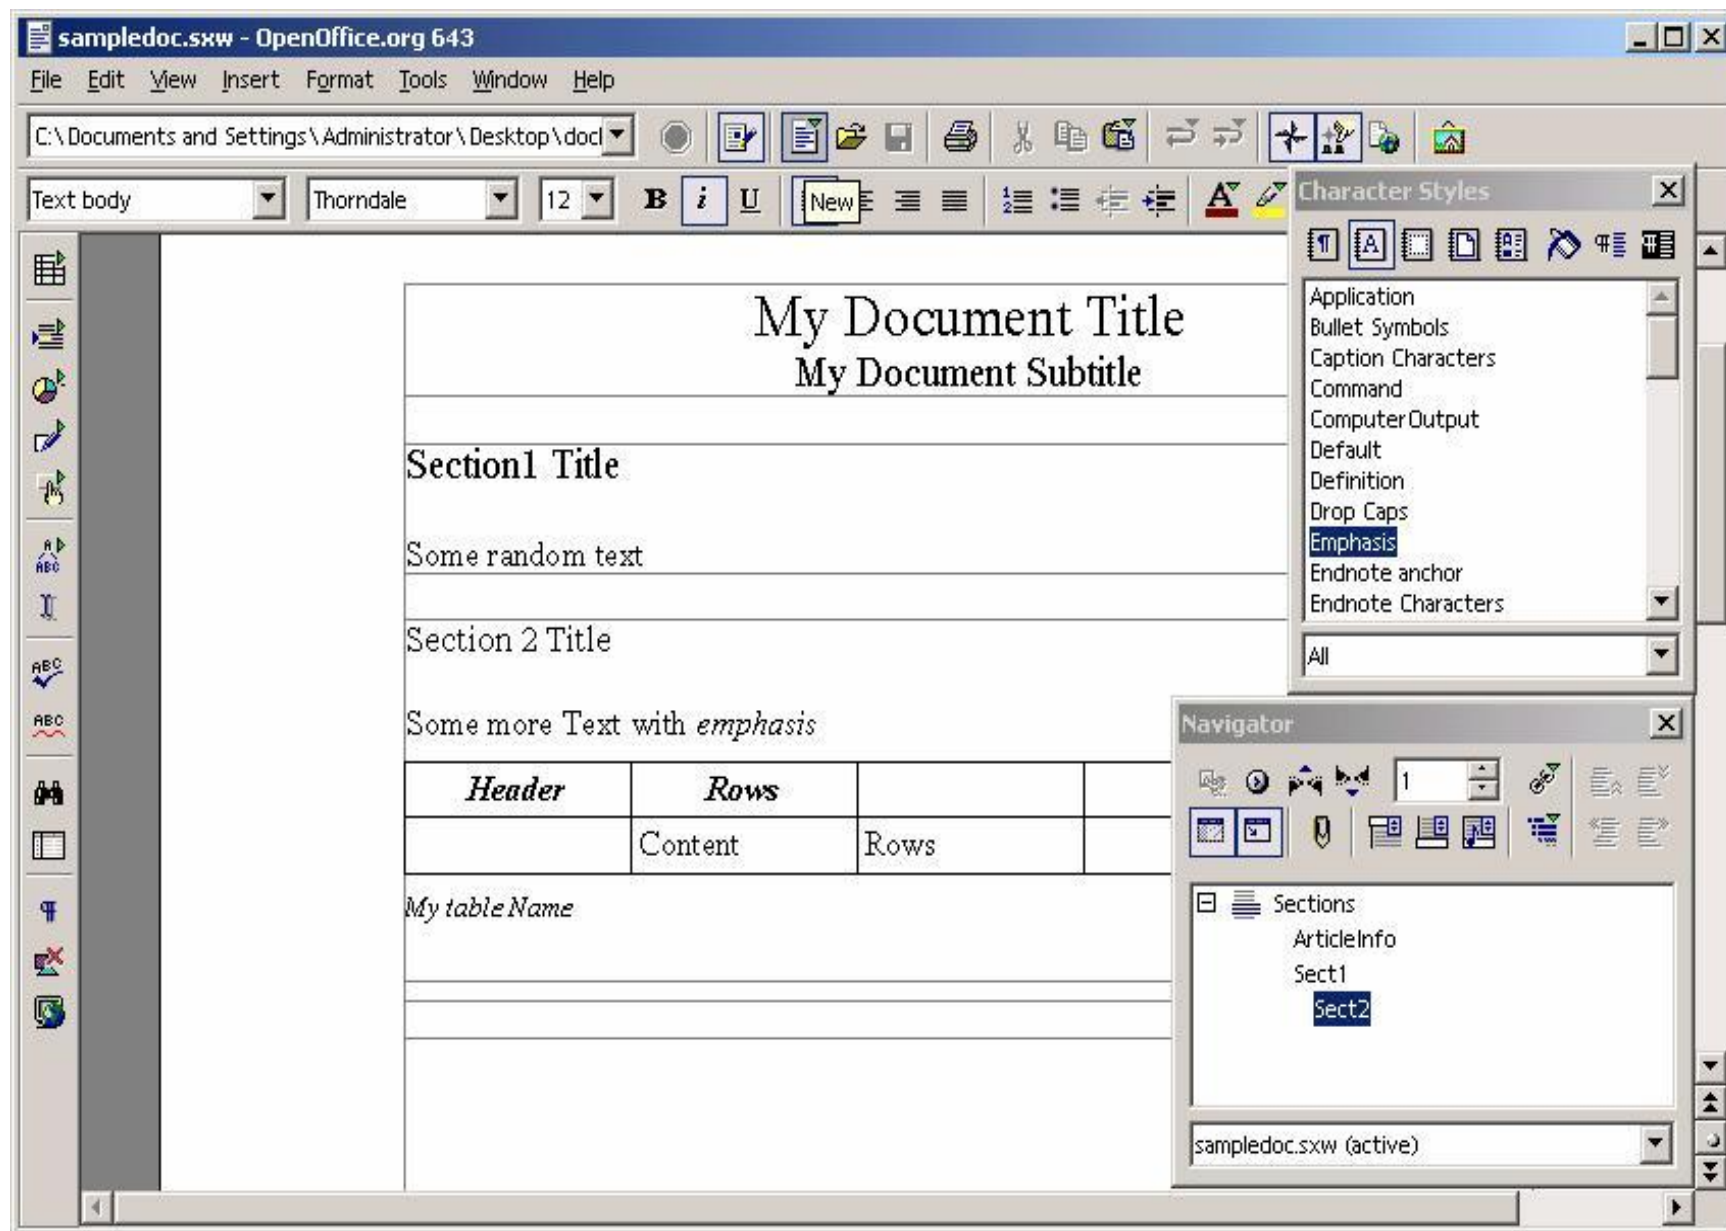 sampledoc.sxw - OpenOffice.org 643
File Edit View Insert Format Tools Window Help
C:\Documents and Settings\Administrator\Desktop\docl
Text body Thorndale 12 B i U New
Character Styles
Application
Bullet Symbols
Caption Characters
Command
ComputerOutput
Default
Definition
Drop Caps
Emphasis
Endnote anchor
Endnote Characters
All
My Document Title
My Document Subtitle
Section1 Title
Some random text
Section 2 Title
Some more Text with emphasis
Header Rows
Content Rows
My table Name
Navigator
1
Sections
ArticleInfo
Sect1
Sect2
sampledoc.sxw (active)